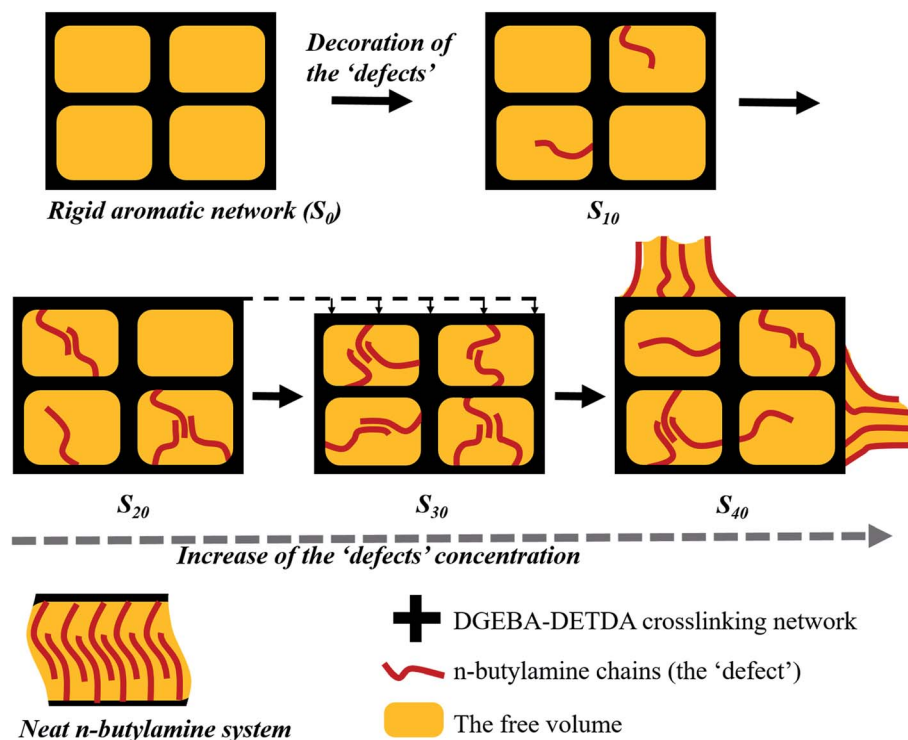 Decoration of
the 'defects'
Rigid aromatic network (S0)
S10
S20
S30
S40
Increase of the 'defects' concentration
DGEBA-DETDA crosslinking network
n-butylamine chains (the 'defect')
The free volume
Neat n-butylamine system